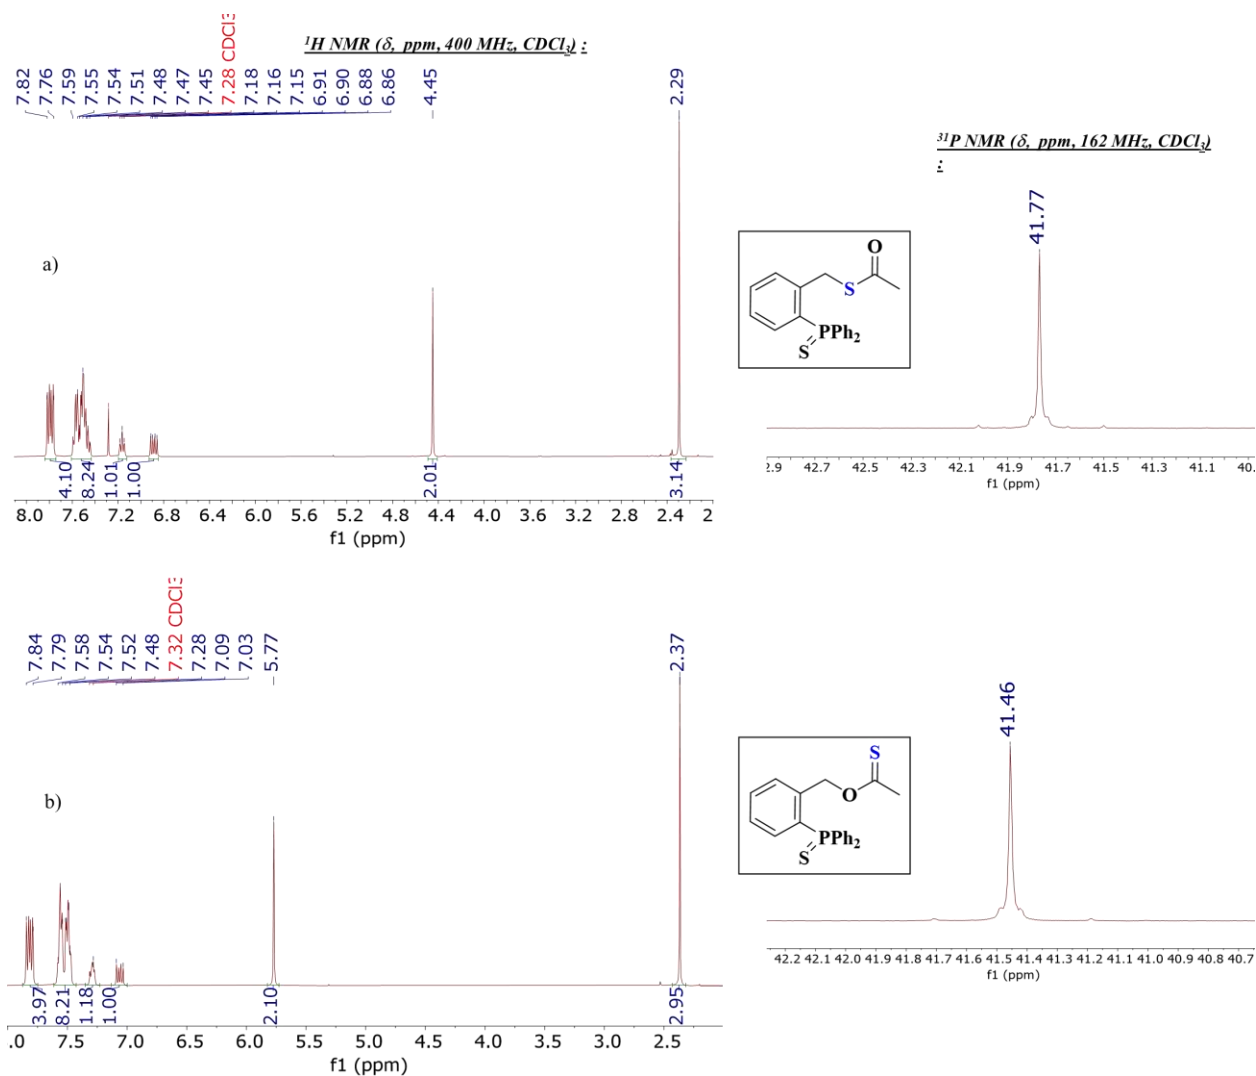 ¹H NMR (δ, ppm, 400 MHz, CDCl₃) :
7.82 7.76 7.59 7.55 7.54 7.51 7.48 7.47 7.45 7.28 CDCl3 7.18 7.16 7.15 6.91 6.90 6.88 6.86 4.45 2.29
a)
4.10 8.24 1.01 1.00 2.01 3.14
8.0 7.6 7.2 6.8 6.4 6.0 5.6 5.2 4.8 4.4 4.0 3.6 3.2 2.8 2.4 2
f1 (ppm)
O
S
PPh₂
S
³¹P NMR (δ, ppm, 162 MHz, CDCl₃)
:
41.77
2.9 42.7 42.5 42.3 42.1 41.9 41.7 41.5 41.3 41.1 40.
f1 (ppm)
7.84 7.79 7.58 7.54 7.52 7.48 7.32 CDCl3 7.28 7.09 7.03 5.77 2.37
b)
3.97 8.21 1.18 1.00 2.10 2.95
.0 7.5 7.0 6.5 6.0 5.5 5.0 4.5 4.0 3.5 3.0 2.5
f1 (ppm)
S
O
PPh₂
S
41.46
42.2 42.1 42.0 41.9 41.8 41.7 41.6 41.5 41.4 41.3 41.2 41.1 41.0 40.9 40.8 40.7
f1 (ppm)